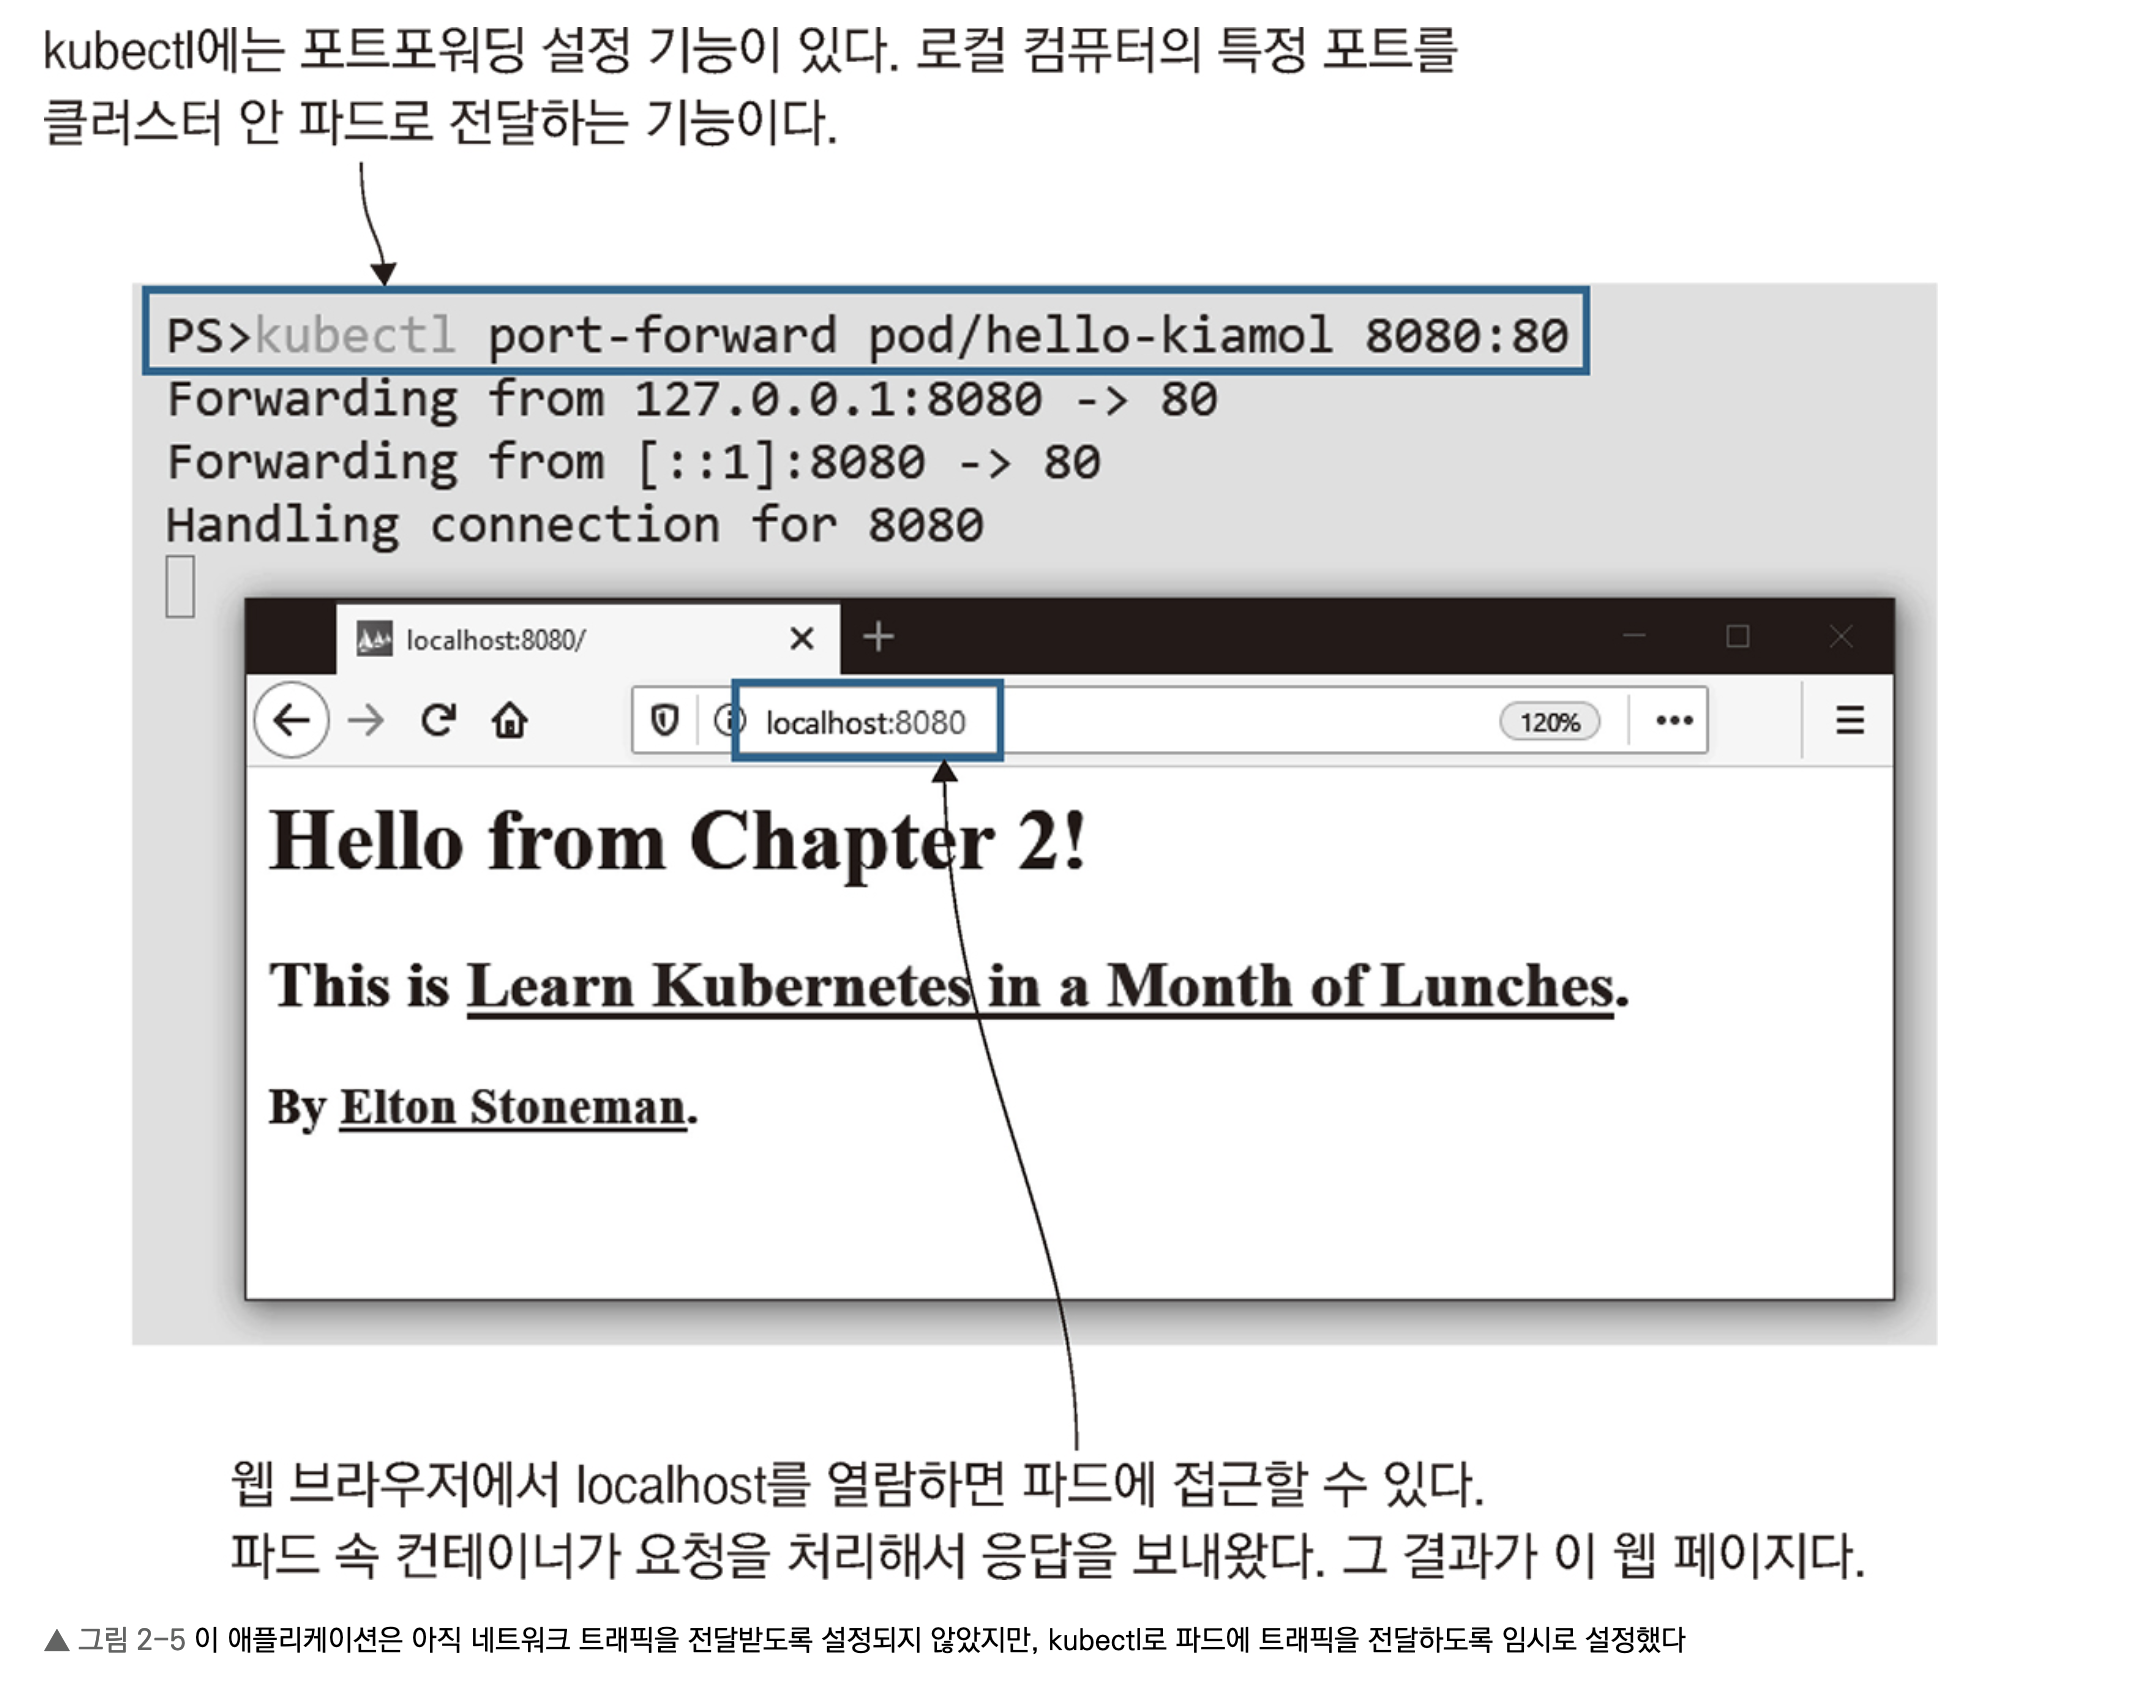 kubectl에는 포트포워딩 설정 기능이 있다. 로컬 컴퓨터의 특정 포트를
클러스터 안 파드로 전달하는 기능이다.
PS>kubectl port-forward pod/hello-kiamol 8080:80
Forwarding from 127.0.0.1:8080 -> 80
Forwarding from [::1]:8080 -> 80
Handling connection for 8080
localhost:8080/
localhost:8080 120%
Hello from Chapter 2!
This is Learn Kubernetes in a Month of Lunches.
By Elton Stoneman.
웹 브라우저에서 localhost를 열람하면 파드에 접근할 수 있다.
파드 속 컨테이너가 요청을 처리해서 응답을 보내왔다. 그 결과가 이 웹 페이지다.
▲ 그림 2-5 이 애플리케이션은 아직 네트워크 트래픽을 전달받도록 설정되지 않았지만, kubectl로 파드에 트래픽을 전달하도록 임시로 설정했다